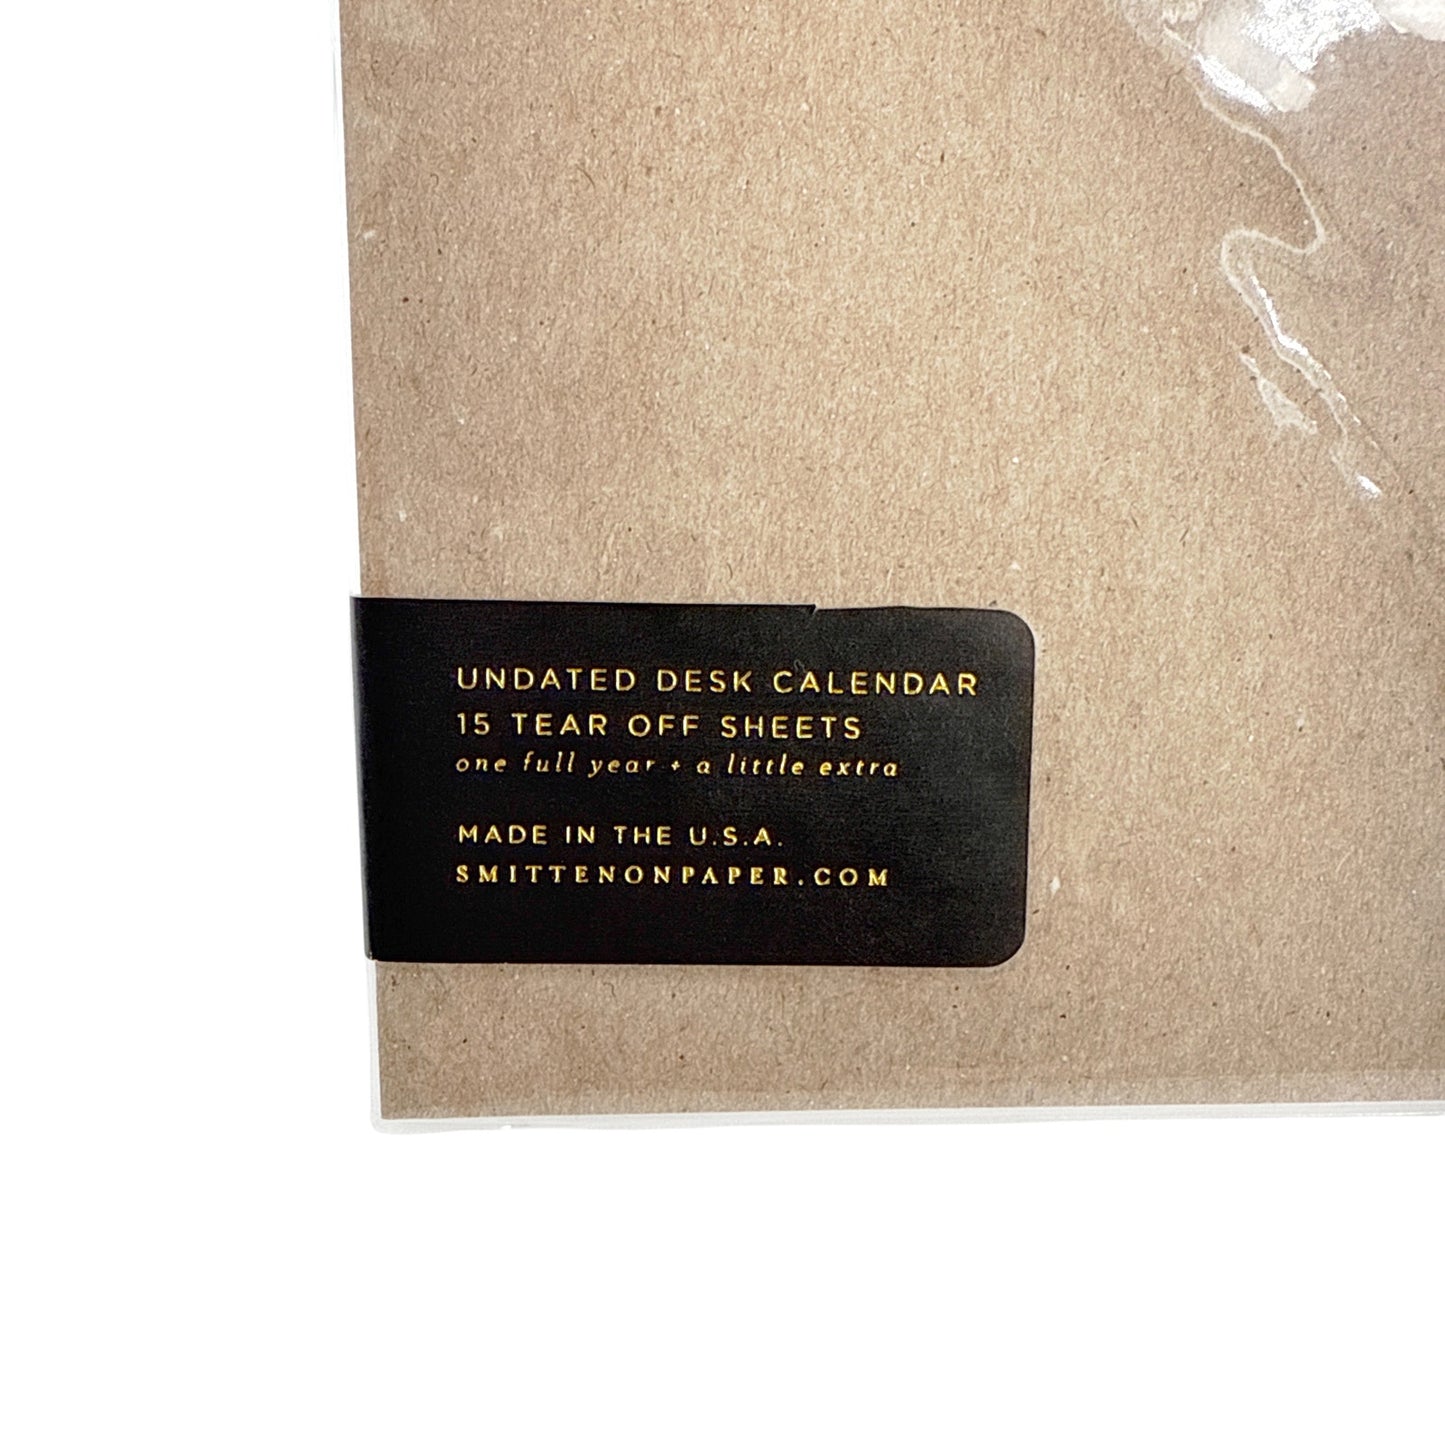 UNDATED DESK CALENDAR
15 TEAR OFF SHEETS
one full year + a little extra
MADE IN THE U.S.A.
SMITTENONPAPER.COM